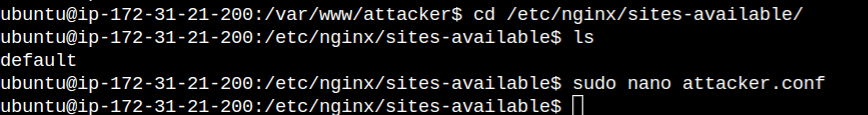 ubuntu@ip-172-31-21-200:/var/www/attacker$ cd /etc/nginx/sites-available/
ubuntu@ip-172-31-21-200:/etc/nginx/sites-available$ ls
default
ubuntu@ip-172-31-21-200:/etc/nginx/sites-available$ sudo nano attacker.conf
ubuntu@ip-172-31-21-200:/etc/nginx/sites-available$